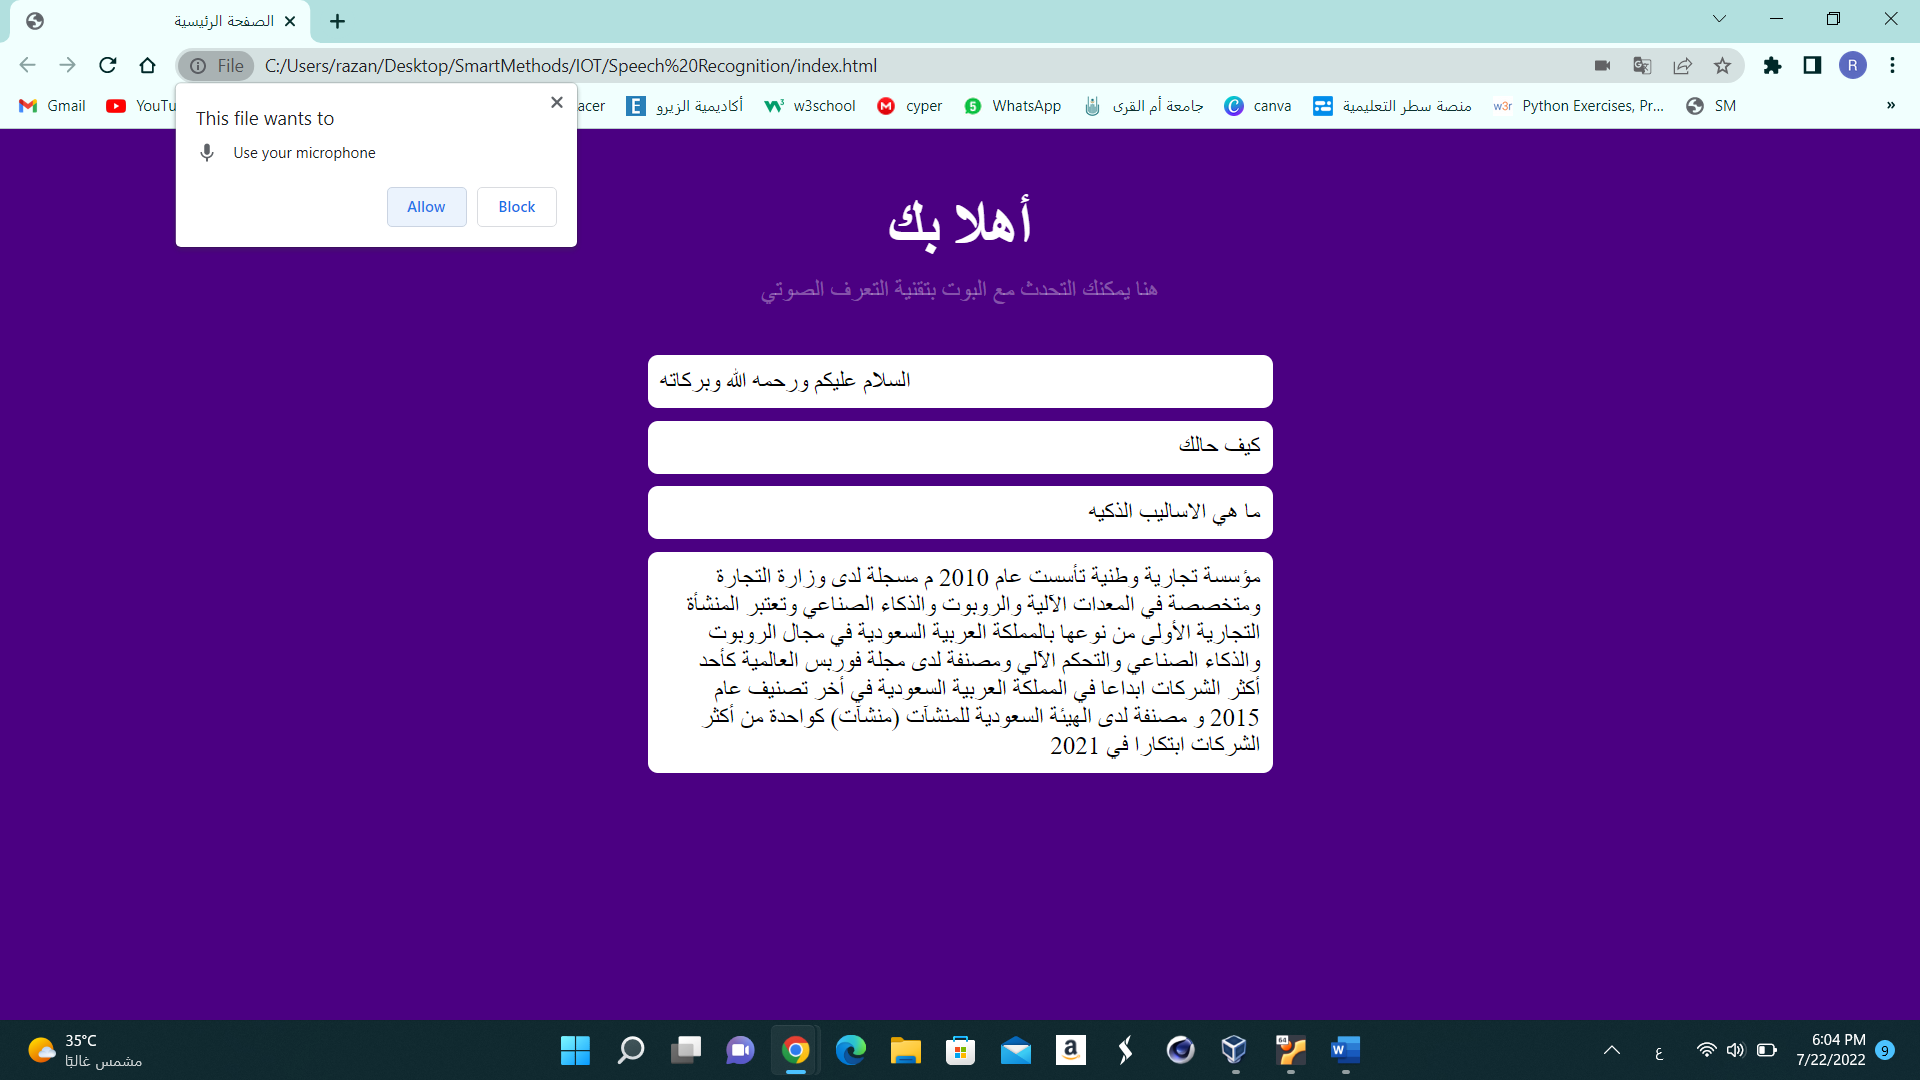 الصفحة الرئيسية
File
C:/Users/razan/Desktop/SmartMethods/IOT/Speech%20Recognition/index.html
R
Gmail
YouTu
acer
أكاديمية الزيرو
w3school
cyper
WhatsApp
جامعة أم القرى
canva
منصة سطر التعليمية
w3r
Python Exercises, Pr...
SM
»
This file wants to
Use your microphone
Allow
Block
أهلا بك
هنا يمكنك التحدث مع البوت بتقنية التعرف الصوتي
السلام عليكم ورحمه الله وبركاته
كيف حالك
ما هي الاساليب الذكيه
مؤسسة تجارية وطنية تأسست عام 2010 م مسجلة لدى وزارة التجارة
ومتخصصة في المعدات الآلية والروبوت والذكاء الصناعي وتعتبر المنشأة
التجارية الأولى من نوعها بالمملكة العربية السعودية في مجال الروبوت
والذكاء الصناعي والتحكم الآلي ومصنفة لدى مجلة فوربس العالمية كأحد
أكثر الشركات ابداعا في المملكة العربية السعودية في أخر تصنيف عام
2015 و مصنفة لدى الهيئة السعودية للمنشآت (منشآت) كواحدة من أكثر
الشركات ابتكارا في 2021
35°C
مشمس غالبًا
64
ع
6:04 PM
7/22/2022
9